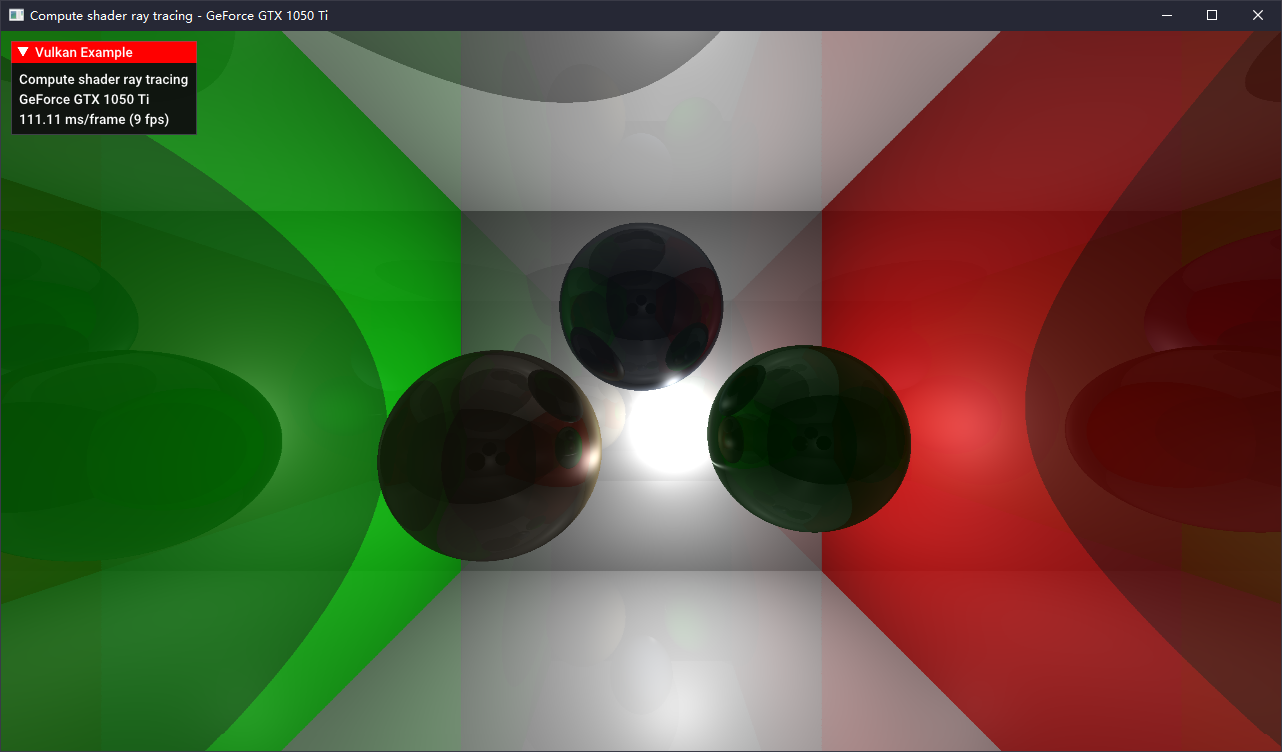 Compute shader ray tracing - GeForce GTX 1050 Ti
Vulkan Example
Compute shader ray tracing
GeForce GTX 1050 Ti
111.11 ms/frame (9 fps)